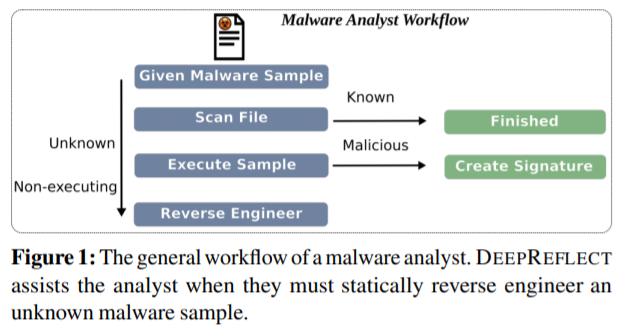 Malware Analyst Workflow
Given Malware Sample
Scan File
Known
Finished
Unknown
Execute Sample
Malicious
Create Signature
Non-executing
Reverse Engineer
Figure 1: The general workflow of a malware analyst. DEEPREFLECT
assists the analyst when they must statically reverse engineer an
unknown malware sample.